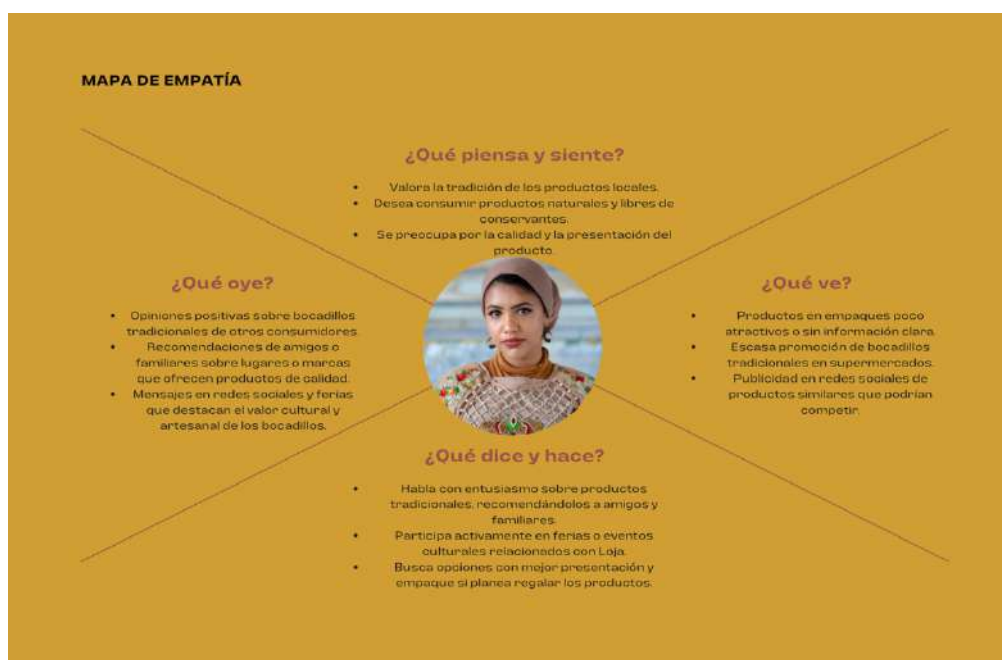 MAPA DE EMPATÍA
¿Qué piensa y siente?
• Valora la tradición de los productos locales.
• Desea consumir productos naturales y libres de
conservantes.
• Se preocupa por la calidad y la presentación del
producto.
¿Qué oye?
• Opiniones positivas sobre bocadillos
tradicionales de otros consumidores.
• Recomendaciones de amigos o
familiares sobre lugares o marcas
que ofrecen productos de calidad.
• Mensajes en redes sociales y ferias
que destacan el valor cultural y
artesanal de los bocadillos.
¿Qué ve?
• Productos en empaques poco
atractivos o sin información clara.
• Escasa promoción de bocadillos
tradicionales en supermercados.
• Publicidad en redes sociales de
productos similares que podrían
competir.
¿Qué dice y hace?
• Habla con entusiasmo sobre productos
tradicionales, recomendándolos a amigos y
familiares.
• Participa activamente en ferias o eventos
culturales relacionados con Loja.
• Busca opciones con mejor presentación y
empaque si planea regalar los productos.